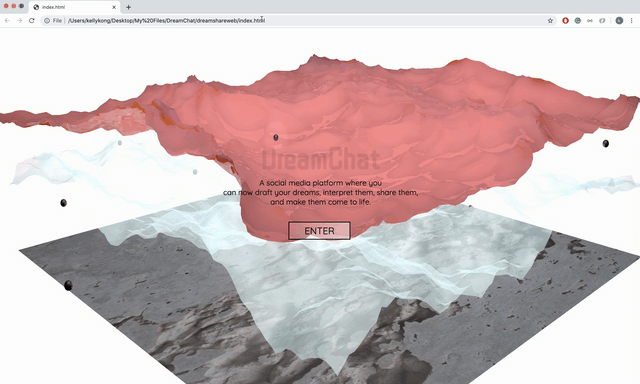 index.html
File | /Users/kellykong/Desktop/My%20Files/DreamChat/dreamshareweb/index.html
DreamChat
A social media platform where you
can now draft your dreams, interpret them, share them,
and make them come to life.
ENTER